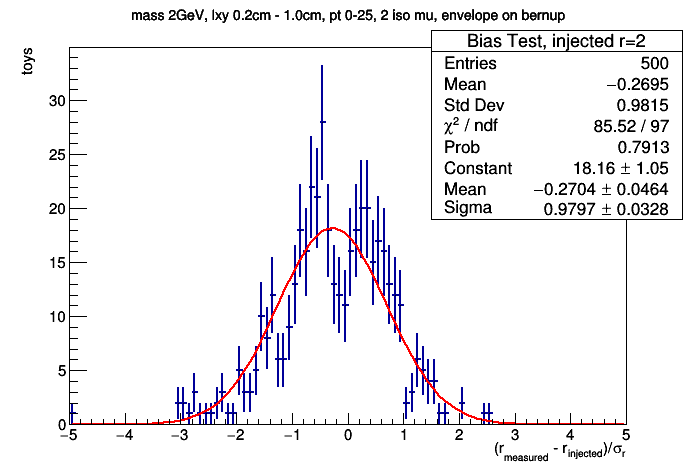 mass 2GeV, lxy 0.2cm - 1.0cm, pt 0-25, 2 iso mu, envelope on bernup
Bias Test, injected r=2
Entries 500
Mean −0.2695
Std Dev 0.9815
χ² / ndf 85.52 / 97
Prob 0.7913
Constant 18.16 ± 1.05
Mean −0.2704 ± 0.0464
Sigma 0.9797 ± 0.0328
toys
30
25
20
15
10
5
0
−5 −4 −3 −2 −1 0 1 2 3 4 5
(r_measured - r_injected)/σ_r